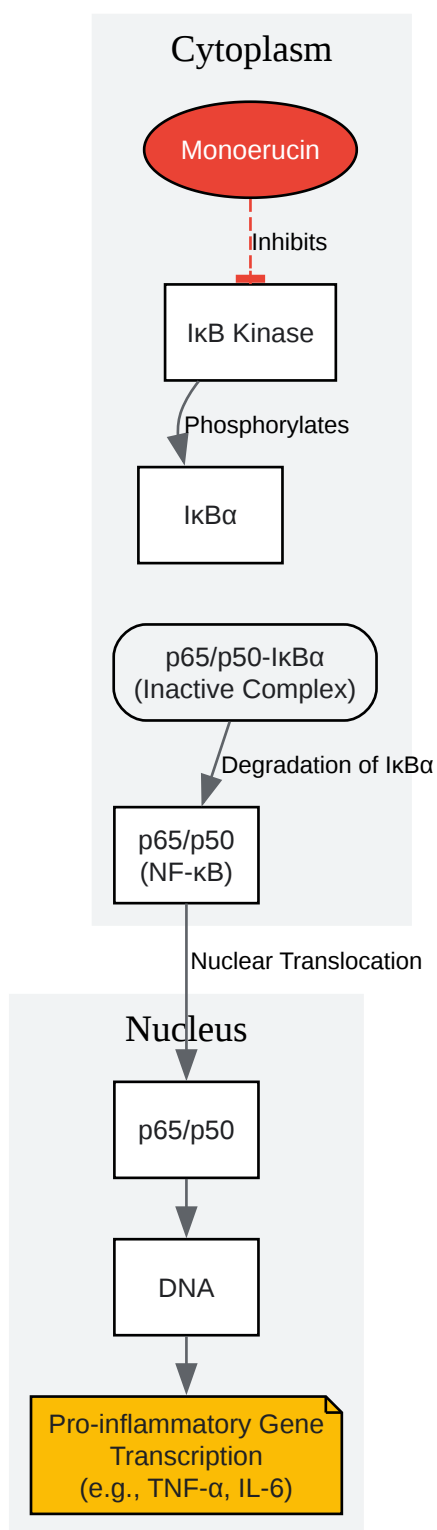 Cytoplasm
Monoerucin
Inhibits
IκB Kinase
Phosphorylates
IκBα
p65/p50-IκBα
(Inactive Complex)
Degradation of IκBα
p65/p50
(NF-κB)
Nuclear Translocation
Nucleus
p65/p50
DNA
Pro-inflammatory Gene
Transcription
(e.g., TNF-α, IL-6)